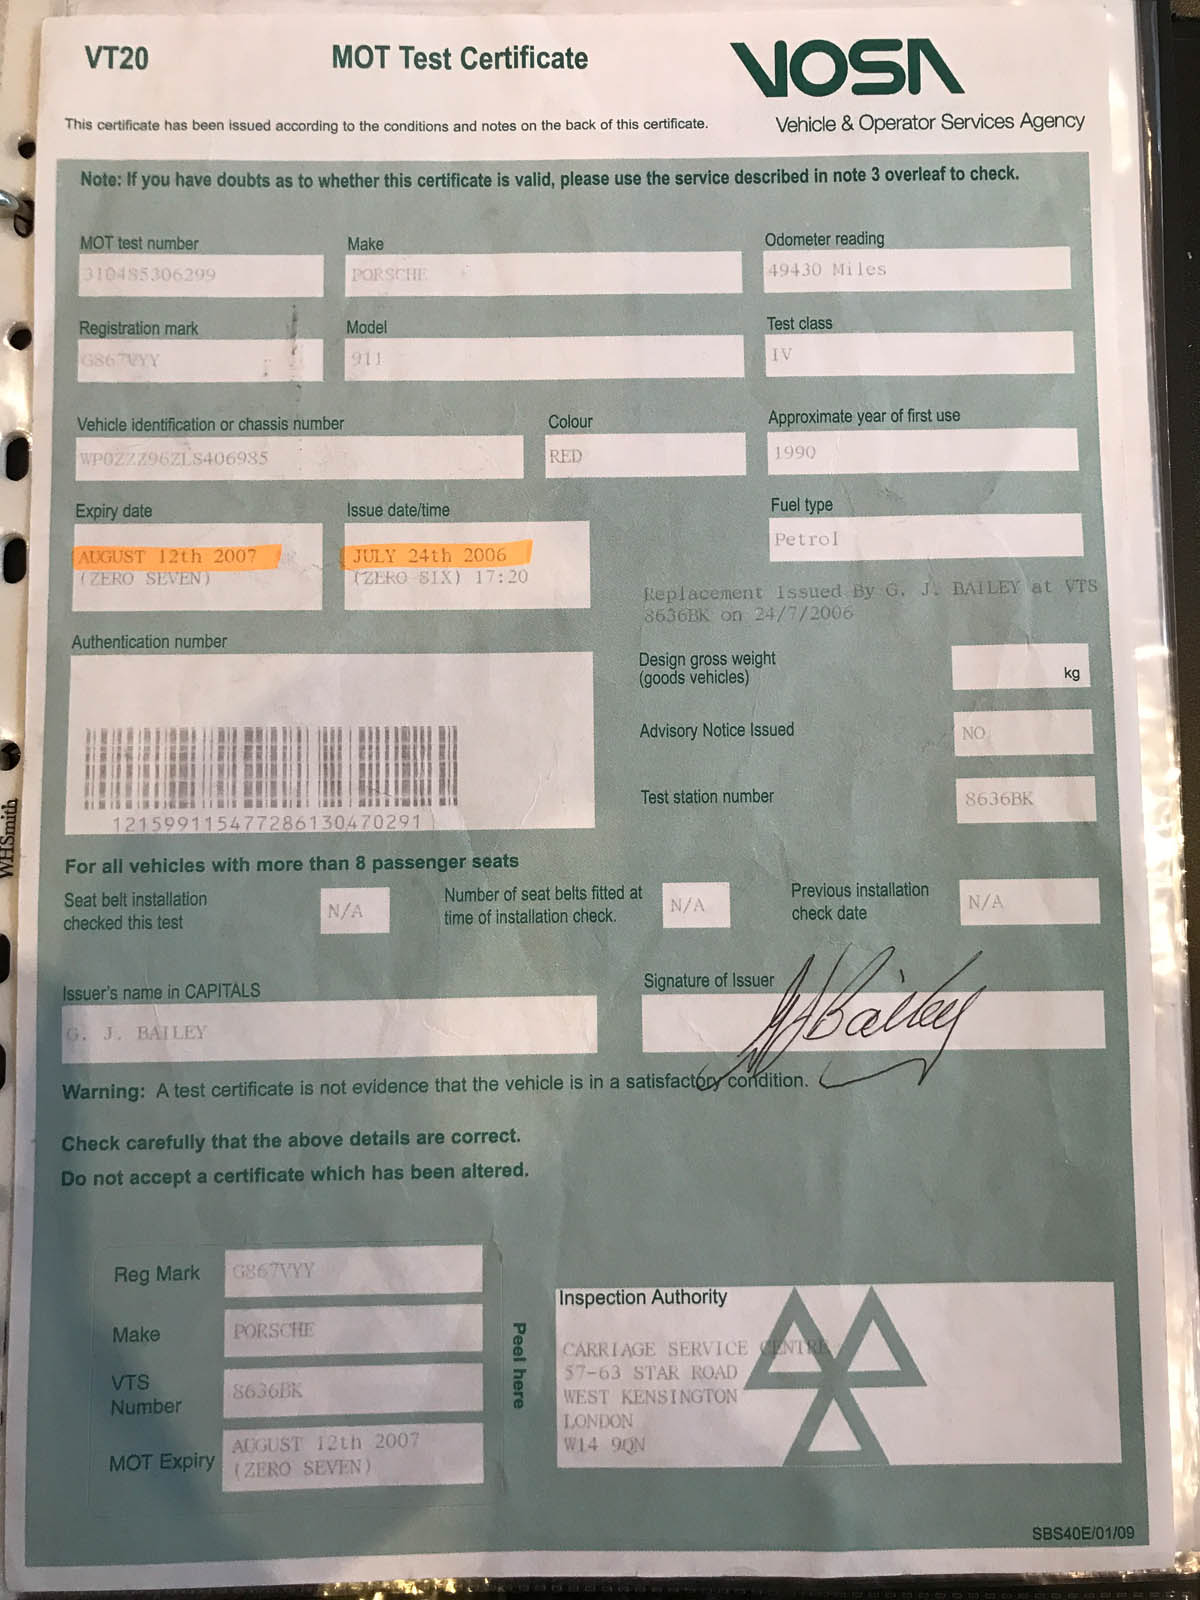 VT20 MOT Test Certificate VOSA
This certificate has been issued according to the conditions and notes on the back of this certificate. Vehicle & Operator Services Agency
Note: If you have doubts as to whether this certificate is valid, please use the service described in note 3 overleaf to check.
MOT test number Make Odometer reading
310485306299 PORSCHE 49430 Miles
Registration mark Model Test class
G867VYY 911 IV
Vehicle identification or chassis number Colour Approximate year of first use
WP0ZZZ96ZLS406985 RED 1990
Expiry date Issue date/time Fuel type
AUGUST 12th 2007 JULY 24th 2006 Petrol
(ZERO SEVEN) (ZERO SIX) 17:20
Replacement Issued By G. J. BAILEY at VTS
8636BK on 24/7/2006
Authentication number
Design gross weight
(goods vehicles) kg
Advisory Notice Issued NO
Test station number 8636BK
121599115477286130470291
For all vehicles with more than 8 passenger seats
Seat belt installation
checked this test N/A
Number of seat belts fitted at
time of installation check. N/A
Previous installation
check date N/A
WHSmith
Issuer's name in CAPITALS Signature of Issuer
G. J. BAILEY GJBailey
Warning: A test certificate is not evidence that the vehicle is in a satisfactory condition.
Check carefully that the above details are correct.
Do not accept a certificate which has been altered.
Reg Mark G867VYY
Make PORSCHE
VTS
Number 8636BK
MOT Expiry AUGUST 12th 2007
(ZERO SEVEN)
Peel here
Inspection Authority
CARRIAGE SERVICE CENTRE
57-63 STAR ROAD
WEST KENSINGTON
LONDON
W14 9QN
SBS40E/01/09